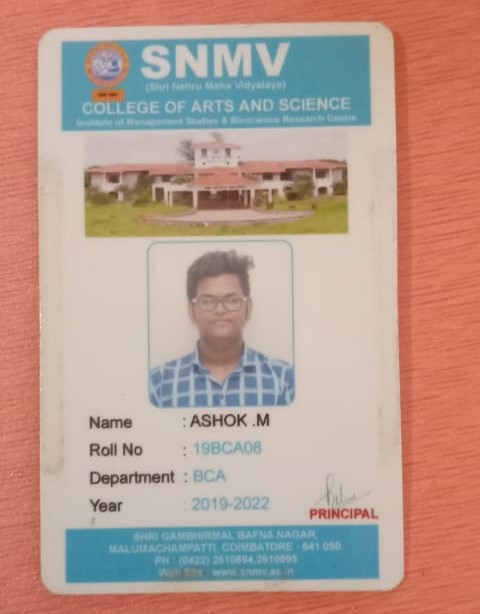 SNMV
(Shri Nehru Maha Vidyalaya)
COLLEGE OF ARTS AND SCIENCE
Institute of Management Studies & Bioscience Research Centre
Name : ASHOK .M
Roll No : 19BCA08
Department : BCA
Year : 2019-2022
PRINCIPAL
SHRI GAMBHIRMAL BAFNA NAGAR,
MALUMACHAMPATTI, COIMBATORE - 641 050.
PH : (0422) 2610894,2610895
Web Site : www.snmv.ac.in